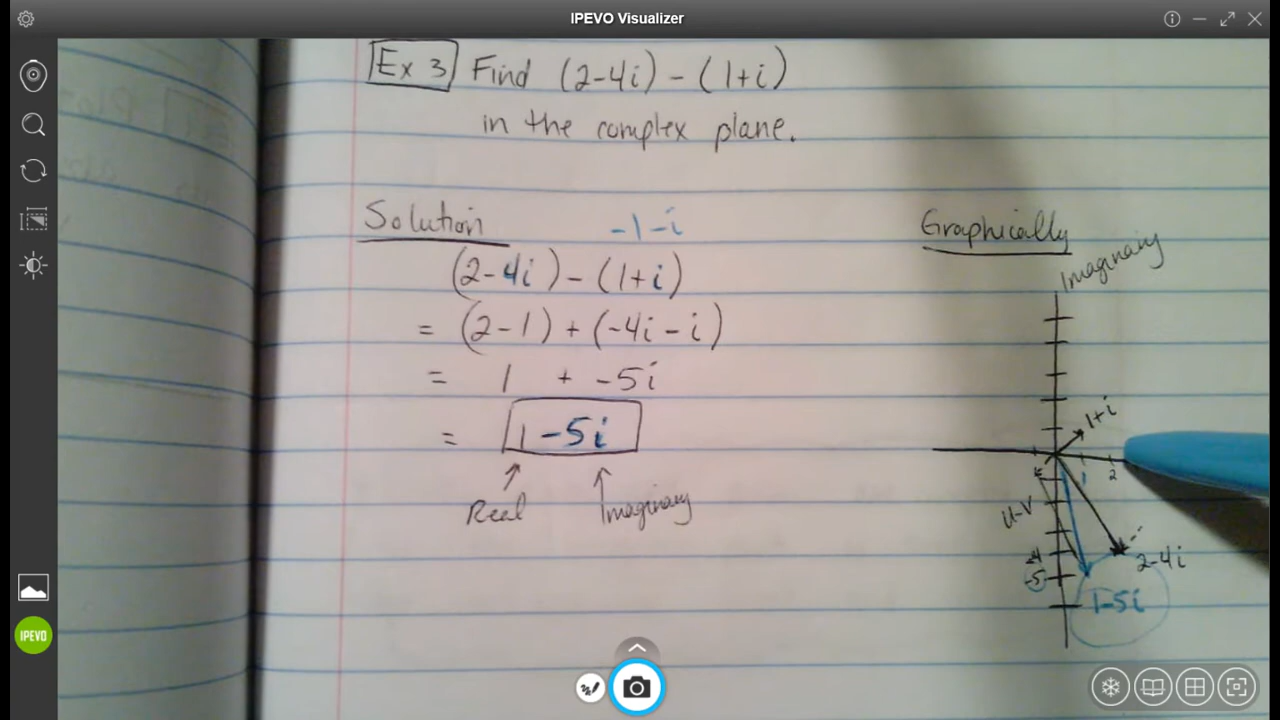 IPEVO Visualizer
Ex 3 Find (2-4i) - (1+i)
in the complex plane.
Solution
-1-i
(2-4i) - (1+i)
= (2-1) + (-4i - i)
= 1 + -5i
= 1 -5i
Real
Imaginary
Graphically
Imaginary
1+i
1
2
U-V
-4
-5
2-4i
1-5i
IPEVO